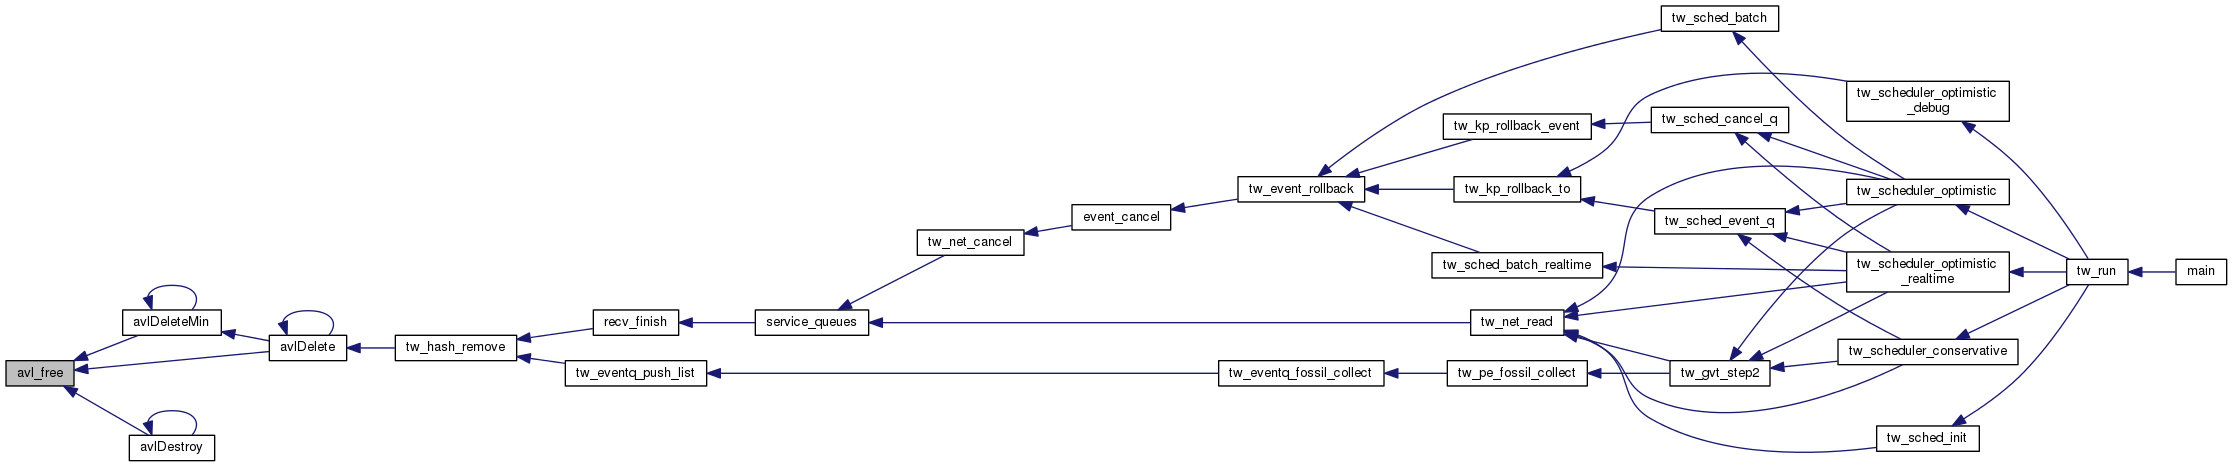 tw_sched_batch
tw_scheduler_optimistic
_debug
tw_kp_rollback_event
tw_sched_cancel_q
tw_event_rollback
tw_kp_rollback_to
tw_scheduler_optimistic
event_cancel
tw_sched_event_q
tw_net_cancel
tw_sched_batch_realtime
tw_scheduler_optimistic
_realtime
tw_run
main
avlDeleteMin
recv_finish
service_queues
tw_net_read
avlDelete
tw_hash_remove
tw_scheduler_conservative
avl_free
tw_eventq_push_list
tw_eventq_fossil_collect
tw_pe_fossil_collect
tw_gvt_step2
avlDestroy
tw_sched_init